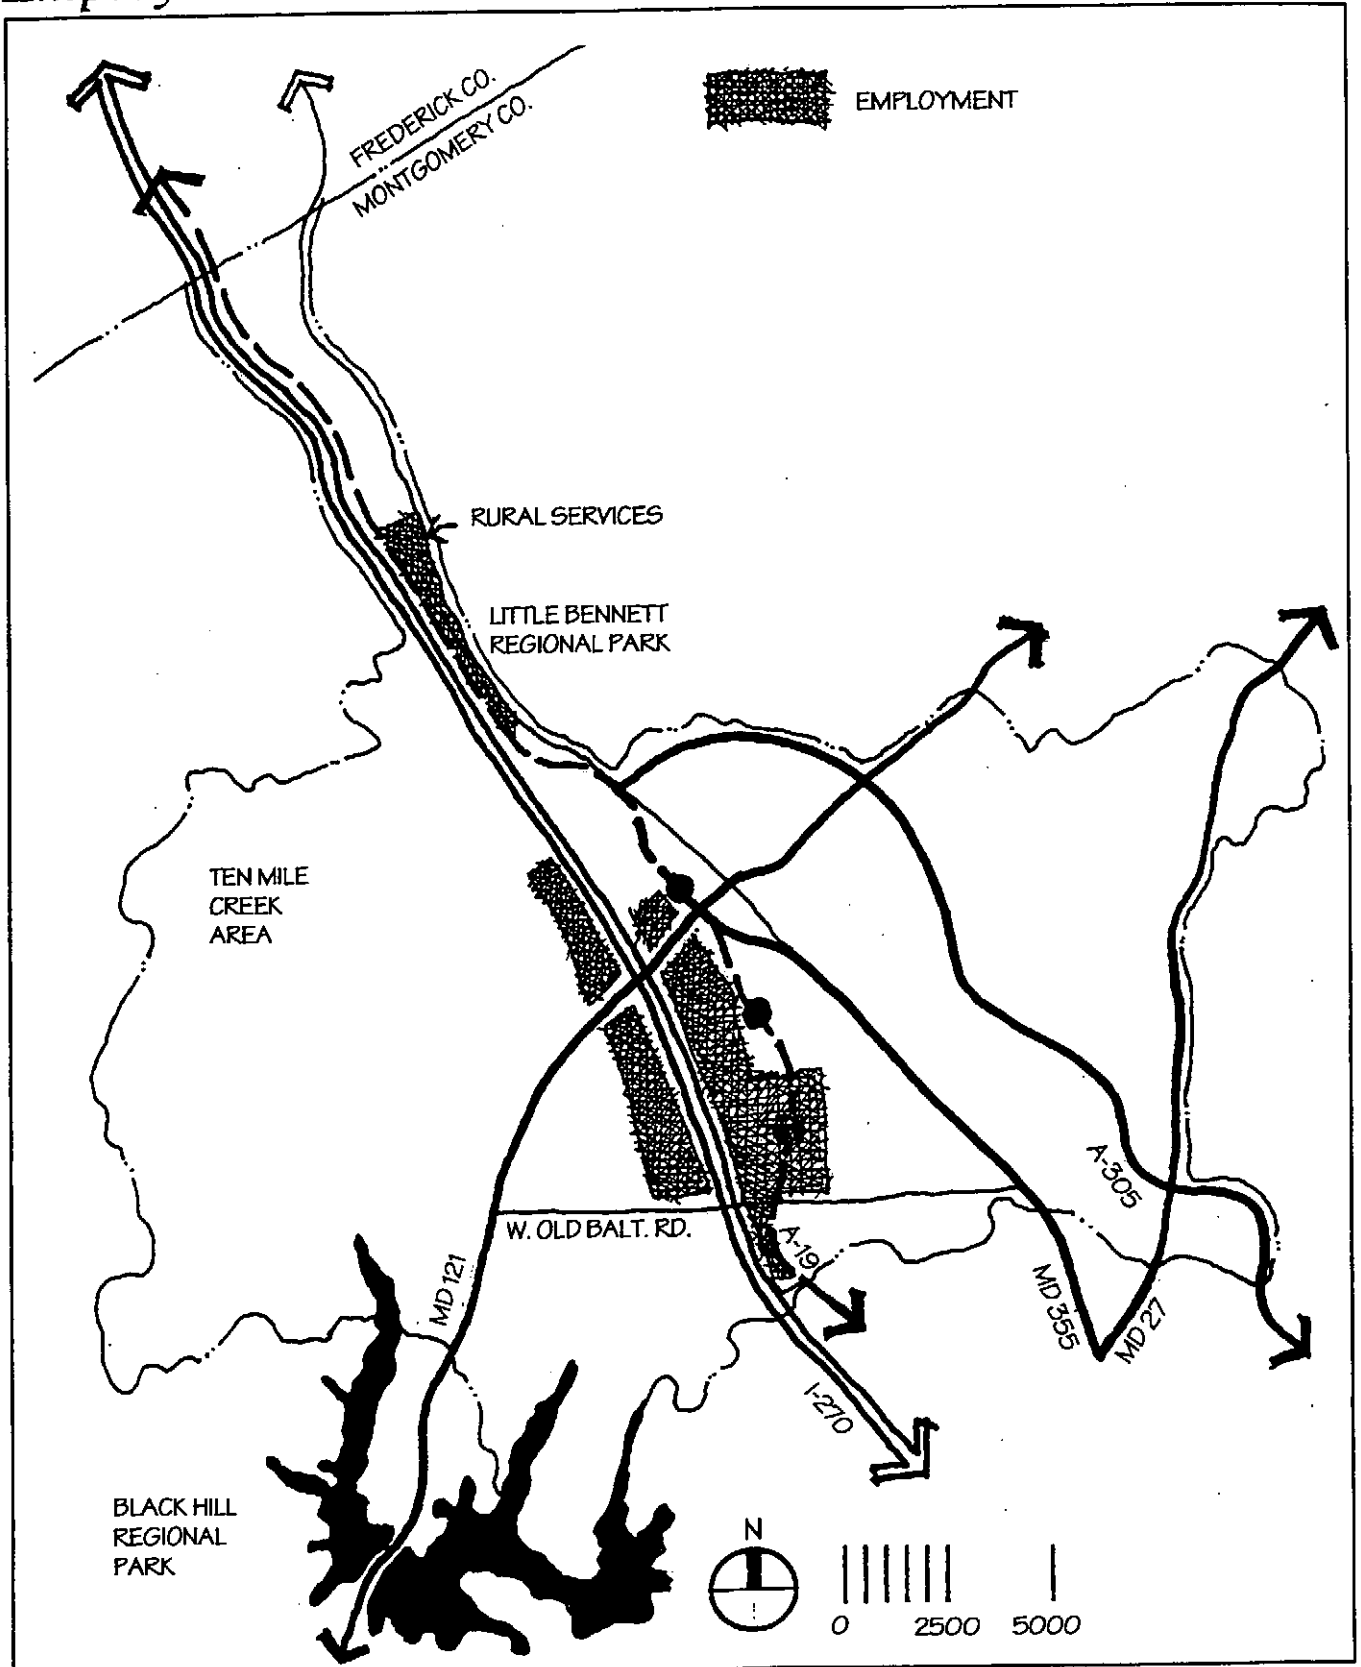 EMPLOYMENT
FREDERICK CO.
MONTGOMERY CO.
RURAL SERVICES
LITTLE BENNETT
REGIONAL PARK
TEN MILE
CREEK
AREA
A-305
W. OLD BALT. RD.
A-19
MD 121
MD 355
MD 27
I-270
BLACK HILL
REGIONAL
PARK
N
0 2500 5000